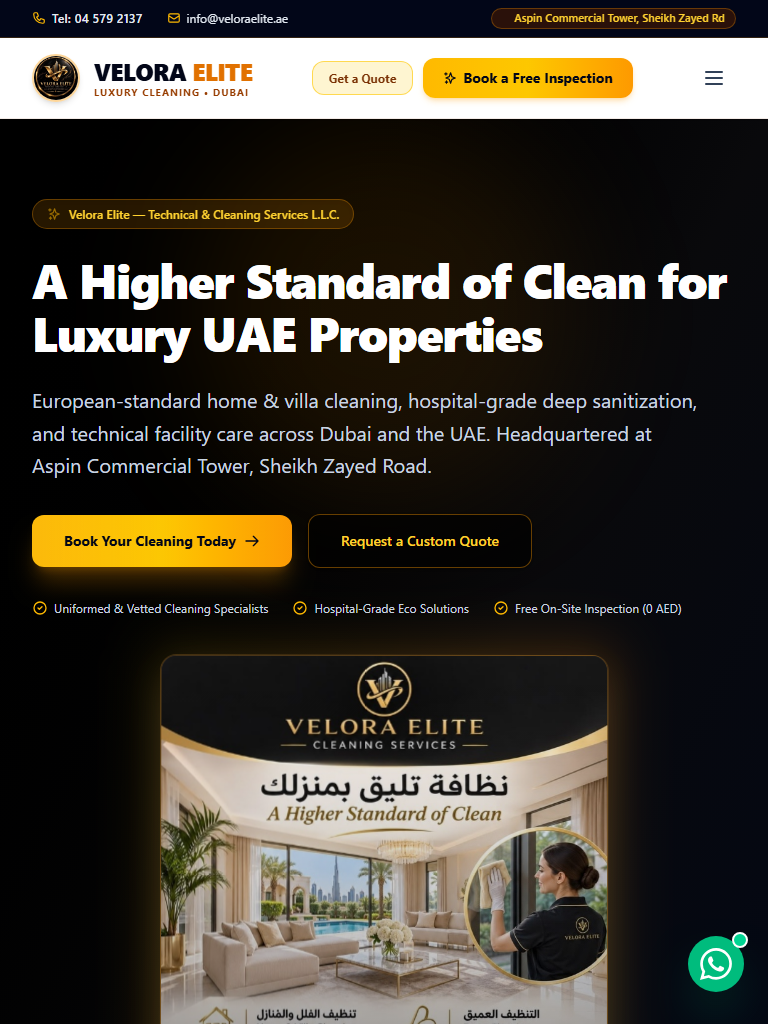 Tel: 04 579 2137
info@veloraelite.ae
Aspin Commercial Tower, Sheikh Zayed Rd
VELORA ELITE
LUXURY CLEANING • DUBAI
Get a Quote
Book a Free Inspection
Velora Elite — Technical & Cleaning Services L.L.C.
A Higher Standard of Clean for
Luxury UAE Properties
European-standard home & villa cleaning, hospital-grade deep sanitization,
and technical facility care across Dubai and the UAE. Headquartered at
Aspin Commercial Tower, Sheikh Zayed Road.
Book Your Cleaning Today
Request a Custom Quote
Uniformed & Vetted Cleaning Specialists
Hospital-Grade Eco Solutions
Free On-Site Inspection (0 AED)
VELORA ELITE
CLEANING SERVICES
نظافة تليق بمنزلك
A Higher Standard of Clean
VELORA ELITE
التنظيف العميق
تنظيف الفلل والمنازل